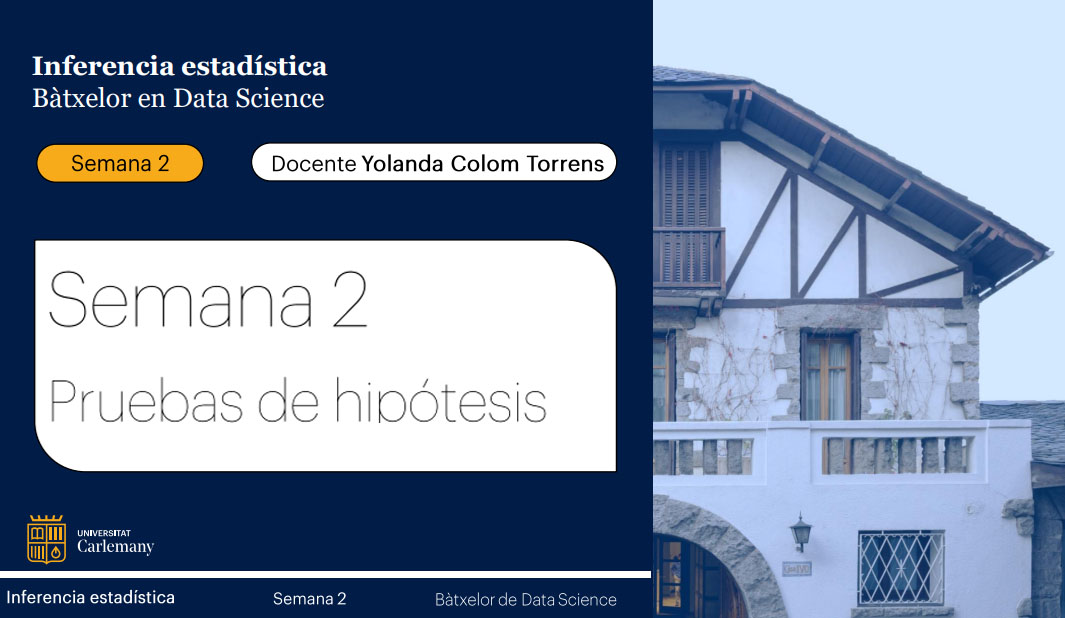 Inferencia estadística
Bàtxelor en Data Science
Semana 2
Docente Yolanda Colom Torrens
Semana 2
Pruebas de hipótesis
UNIVERSITAT
Carlemany
Inferencia estadística
Semana 2
Bàtxelor de Data Science